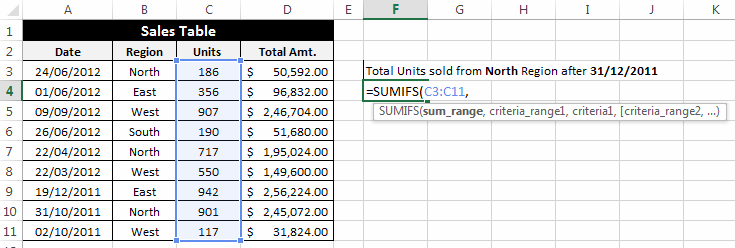 A B C D E F G H I J K
1 Sales Table
2 Date Region Units Total Amt.
3 24/06/2012 North 186 $ 50,592.00 Total Units sold from North Region after 31/12/2011
4 01/06/2012 East 356 $ 96,832.00 =SUMIFS(C3:C11,
5 09/09/2012 West 907 $ 2,46,704.00 SUMIFS(sum_range, criteria_range1, criteria1, [criteria_range2, ...)
6 26/06/2012 South 190 $ 51,680.00
7 22/04/2012 North 717 $ 1,95,024.00
8 22/03/2012 West 550 $ 1,49,600.00
9 19/12/2011 East 942 $ 2,56,224.00
10 31/10/2011 North 901 $ 2,45,072.00
11 02/10/2011 West 117 $ 31,824.00